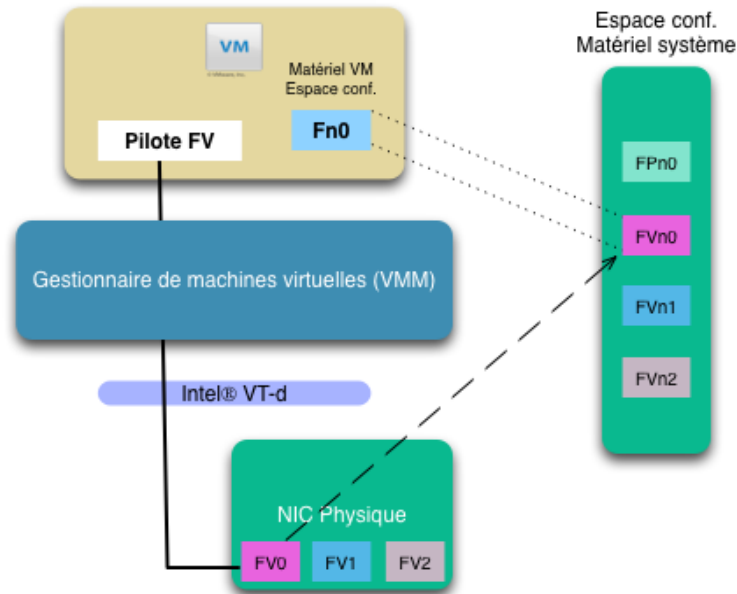 Espace conf.
Matériel système
VM
© VMware, Inc.
Matériel VM
Espace conf.
Fn0
Pilote FV
FPn0
FVn0
FVn1
FVn2
Gestionnaire de machines virtuelles (VMM)
Intel® VT-d
NIC Physique
FV0
FV1
FV2